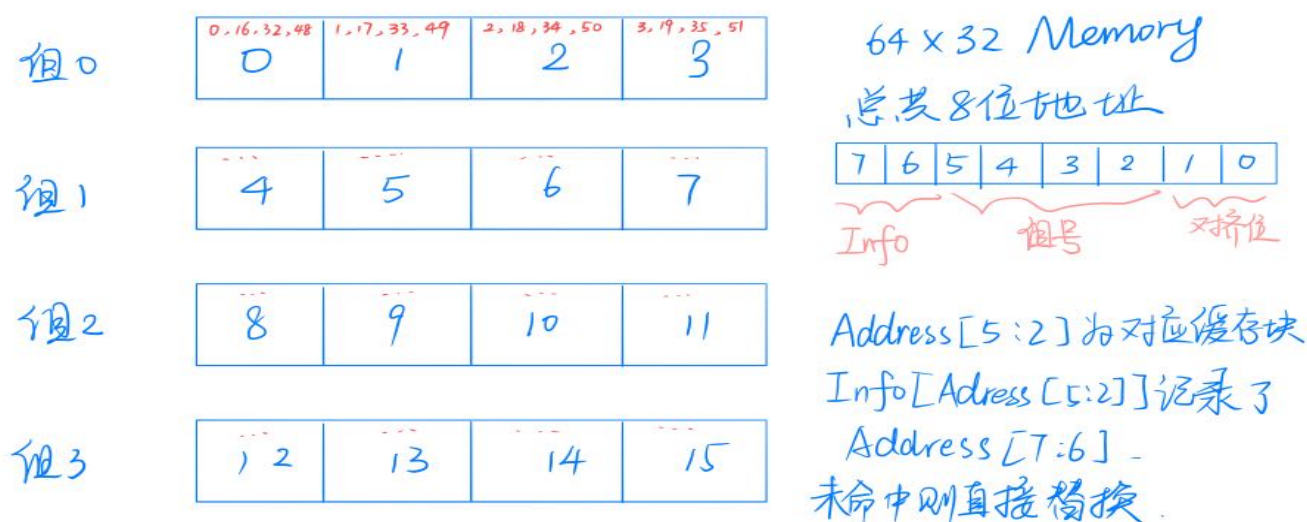 组0
0,16,32,48 1,17,33,49 2,18,34,50 3,19,35,51
0 1 2 3
组1
... ... ... ...
4 5 6 7
组2
... ... ... ...
8 9 10 11
组3
... ... ... ...
12 13 14 15
64×32 Memory
总共8位地址
7 6 5 4 3 2 1 0
Info 组号 对挤位
Address[5:2]为对应缓存块
Info[Adress[5:2]]记录了
Address[7:6].
未命中则直接替换.